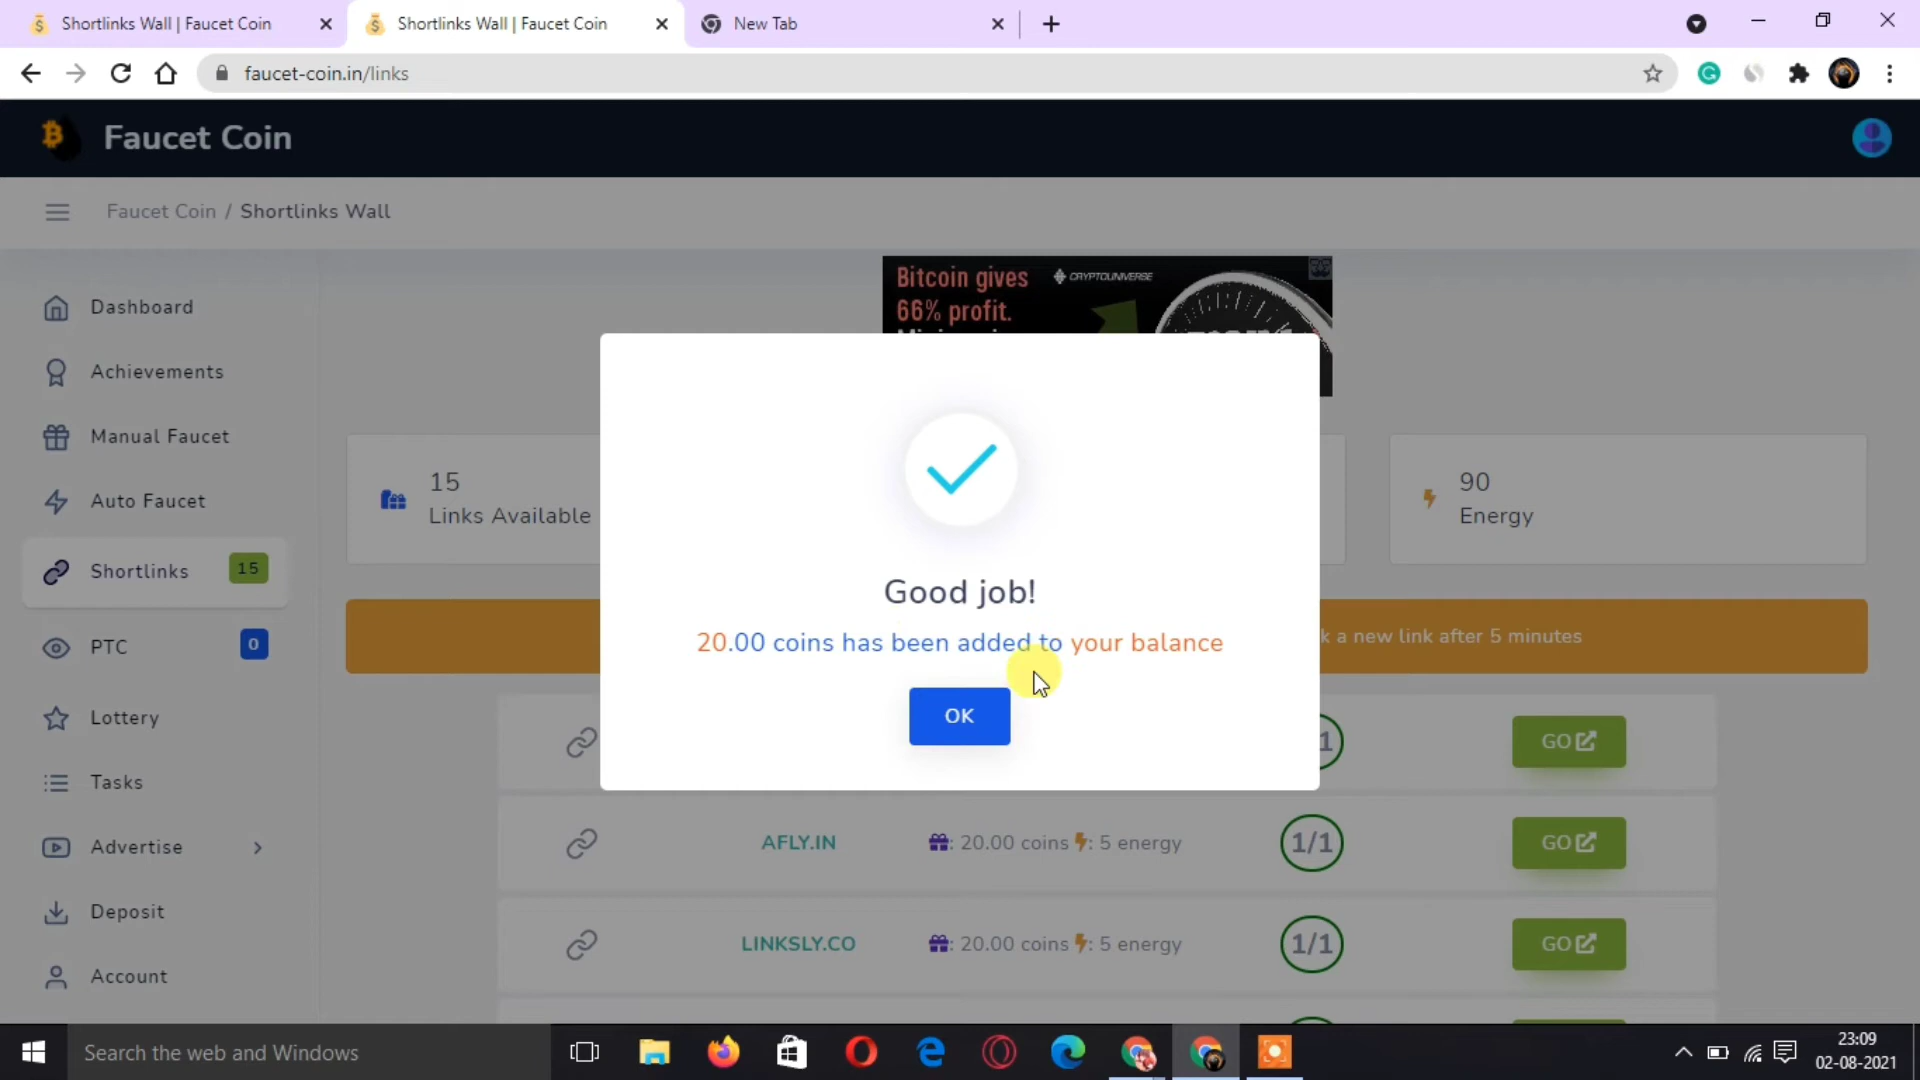 Shortlinks Wall | Faucet Coin
Shortlinks Wall | Faucet Coin
New Tab
faucet-coin.in/links
Faucet Coin
Faucet Coin / Shortlinks Wall
Bitcoin gives
66% profit.
CRYPTOUNIVERSE
Dashboard
Achievements
Manual Faucet
Auto Faucet
Shortlinks 15
PTC 0
Lottery
Tasks
Advertise
Deposit
Account
15
Links Available
90
Energy
Good job!
20.00 coins has been added to your balance
OK
a new link after 5 minutes
GO
AFLY.IN : 20.00 coins : 5 energy 1/1 GO
LINKSLY.CO : 20.00 coins : 5 energy 1/1 GO
Search the web and Windows
23:09
02-08-2021